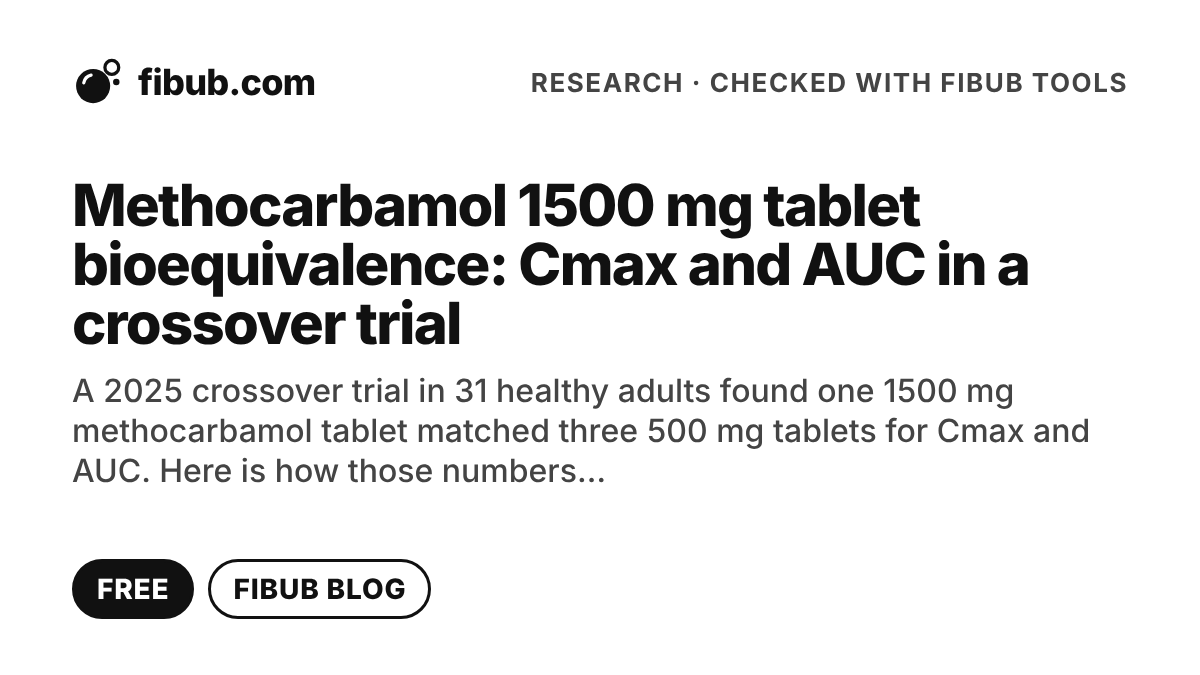 fibub.com
RESEARCH · CHECKED WITH FIBUB TOOLS
Methocarbamol 1500 mg tablet
bioequivalence: Cmax and AUC in a
crossover trial
A 2025 crossover trial in 31 healthy adults found one 1500 mg
methocarbamol tablet matched three 500 mg tablets for Cmax and
AUC. Here is how those numbers…
FREE
FIBUB BLOG